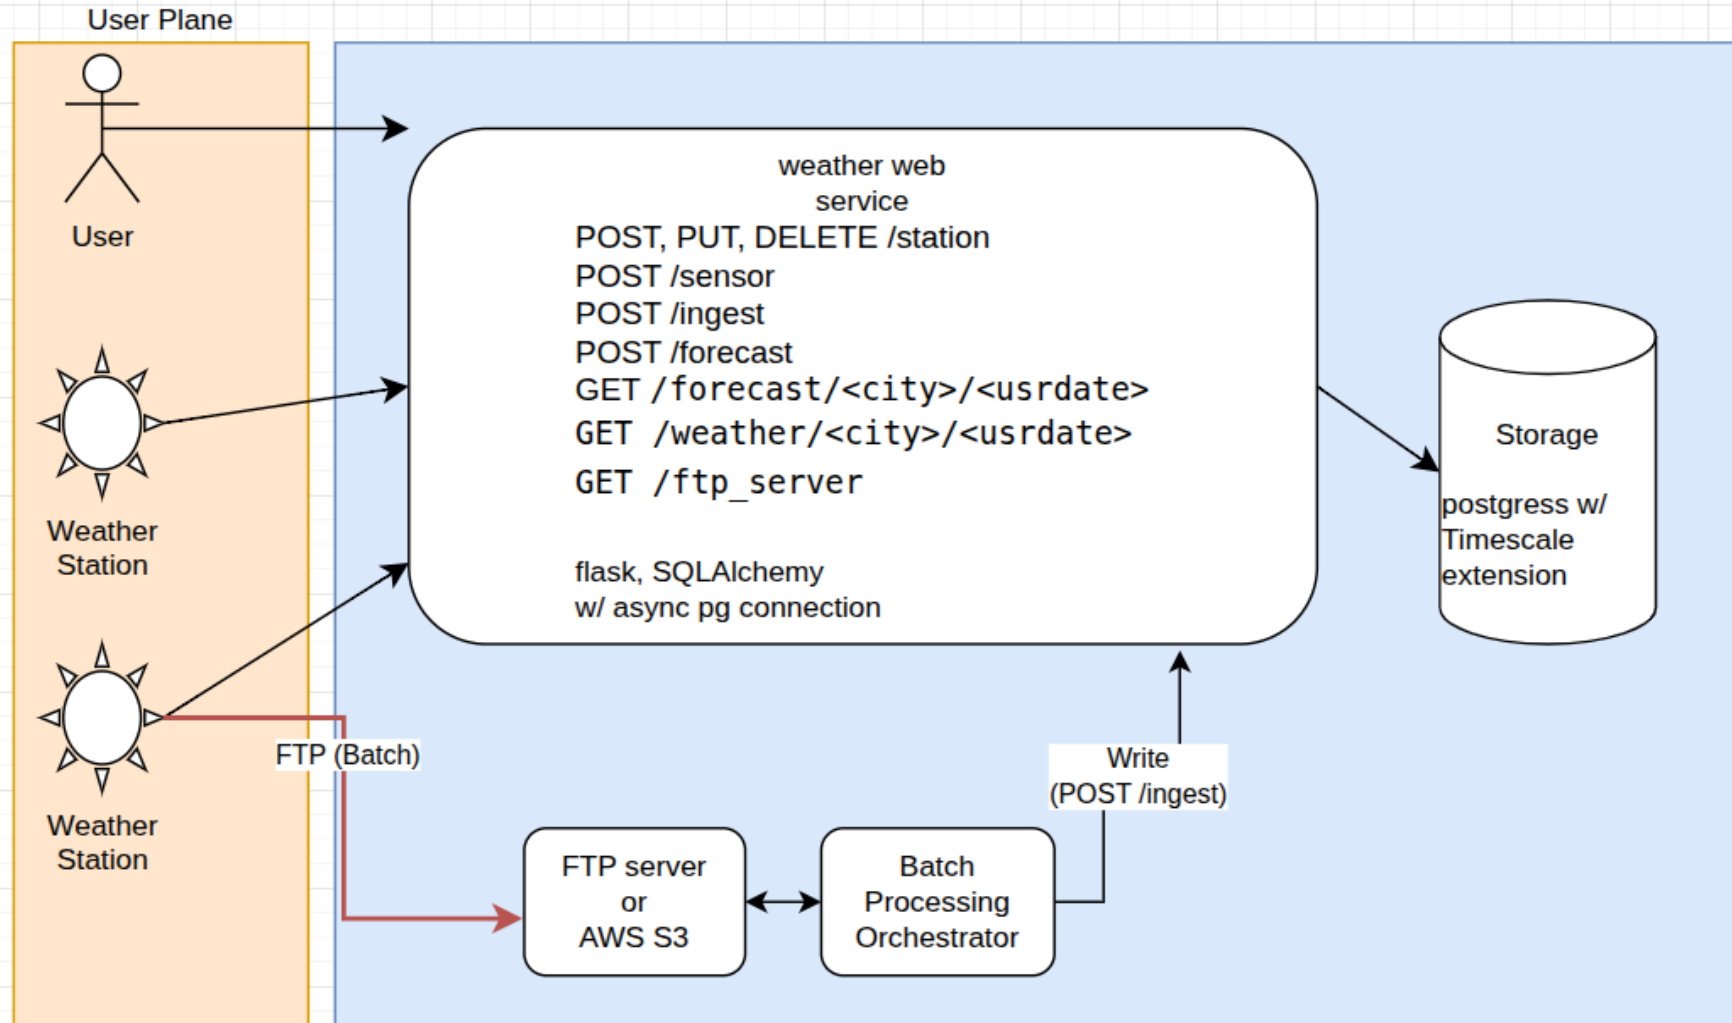 User Plane
User
weather web
service
POST, PUT, DELETE /station
POST /sensor
POST /ingest
POST /forecast
GET /forecast/<city>/<usrdate>
GET /weather/<city>/<usrdate>
GET /ftp_server
flask, SQLAlchemy
w/ async pg connection
Storage
postgress w/
Timescale
extension
Weather
Station
FTP (Batch)
Weather
Station
Write
(POST /ingest)
FTP server
or
AWS S3
Batch
Processing
Orchestrator